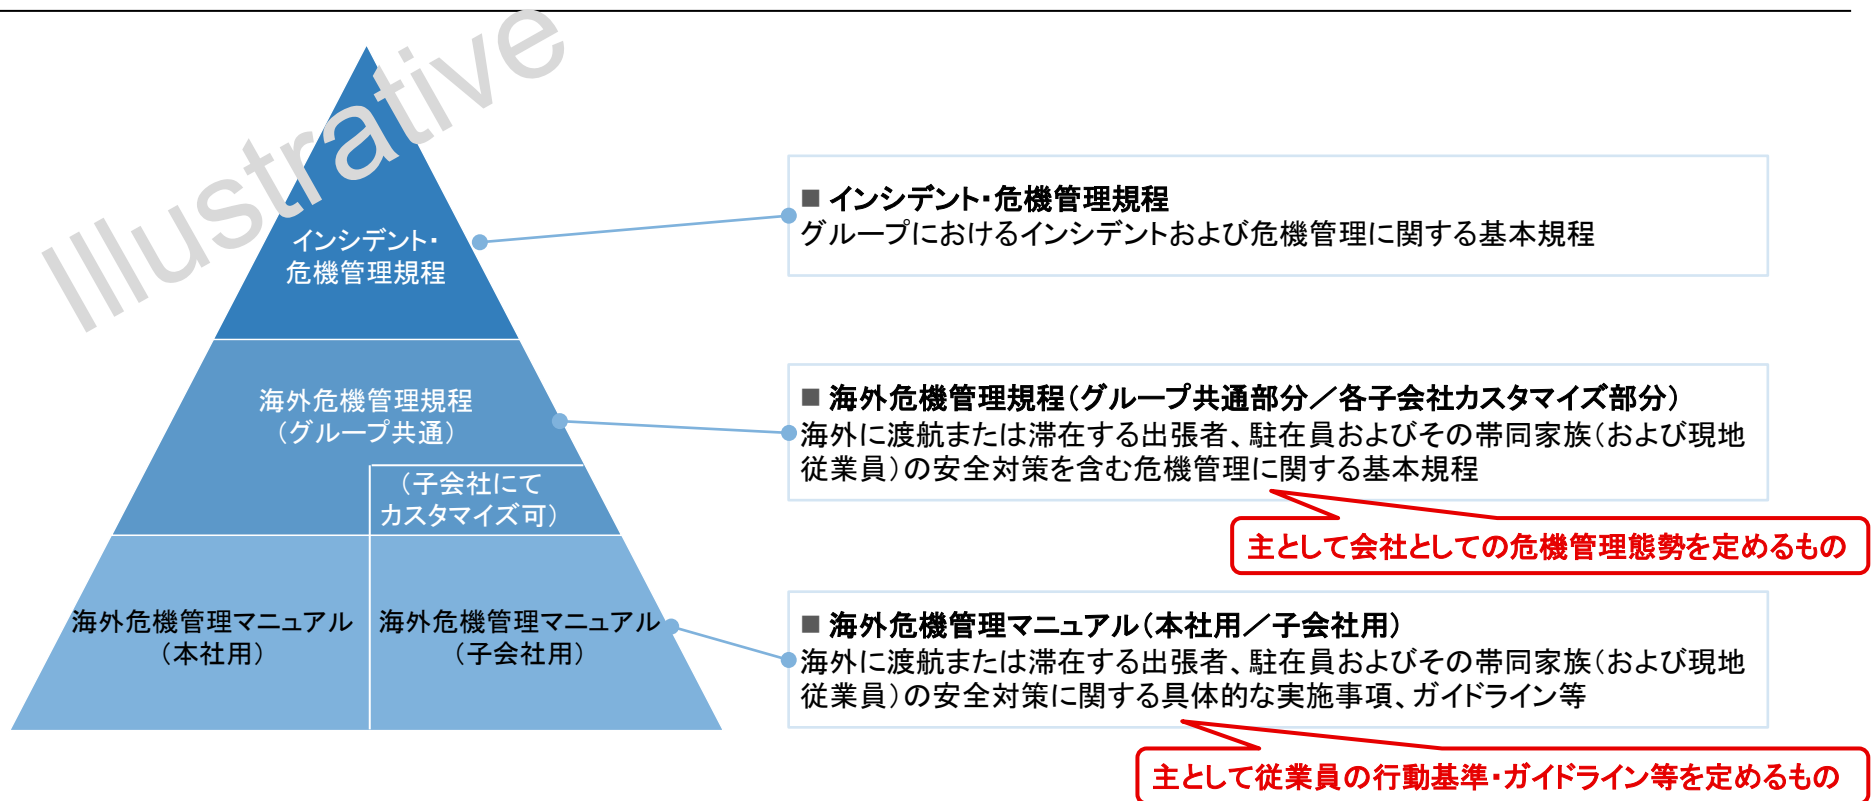 Illustrative
インシデント・
危機管理規程
海外危機管理規程
（グループ共通）
（子会社にて
カスタマイズ可）
海外危機管理マニュアル
（本社用）
海外危機管理マニュアル
（子会社用）
■ インシデント・危機管理規程
グループにおけるインシデントおよび危機管理に関する基本規程
■ 海外危機管理規程（グループ共通部分／各子会社カスタマイズ部分）
海外に渡航または滞在する出張者、駐在員およびその帯同家族（および現地
従業員）の安全対策を含む危機管理に関する基本規程
主として会社としての危機管理態勢を定めるもの
■ 海外危機管理マニュアル（本社用／子会社用）
海外に渡航または滞在する出張者、駐在員およびその帯同家族（および現地
従業員）の安全対策に関する具体的な実施事項、ガイドライン等
主として従業員の行動基準・ガイドライン等を定めるもの